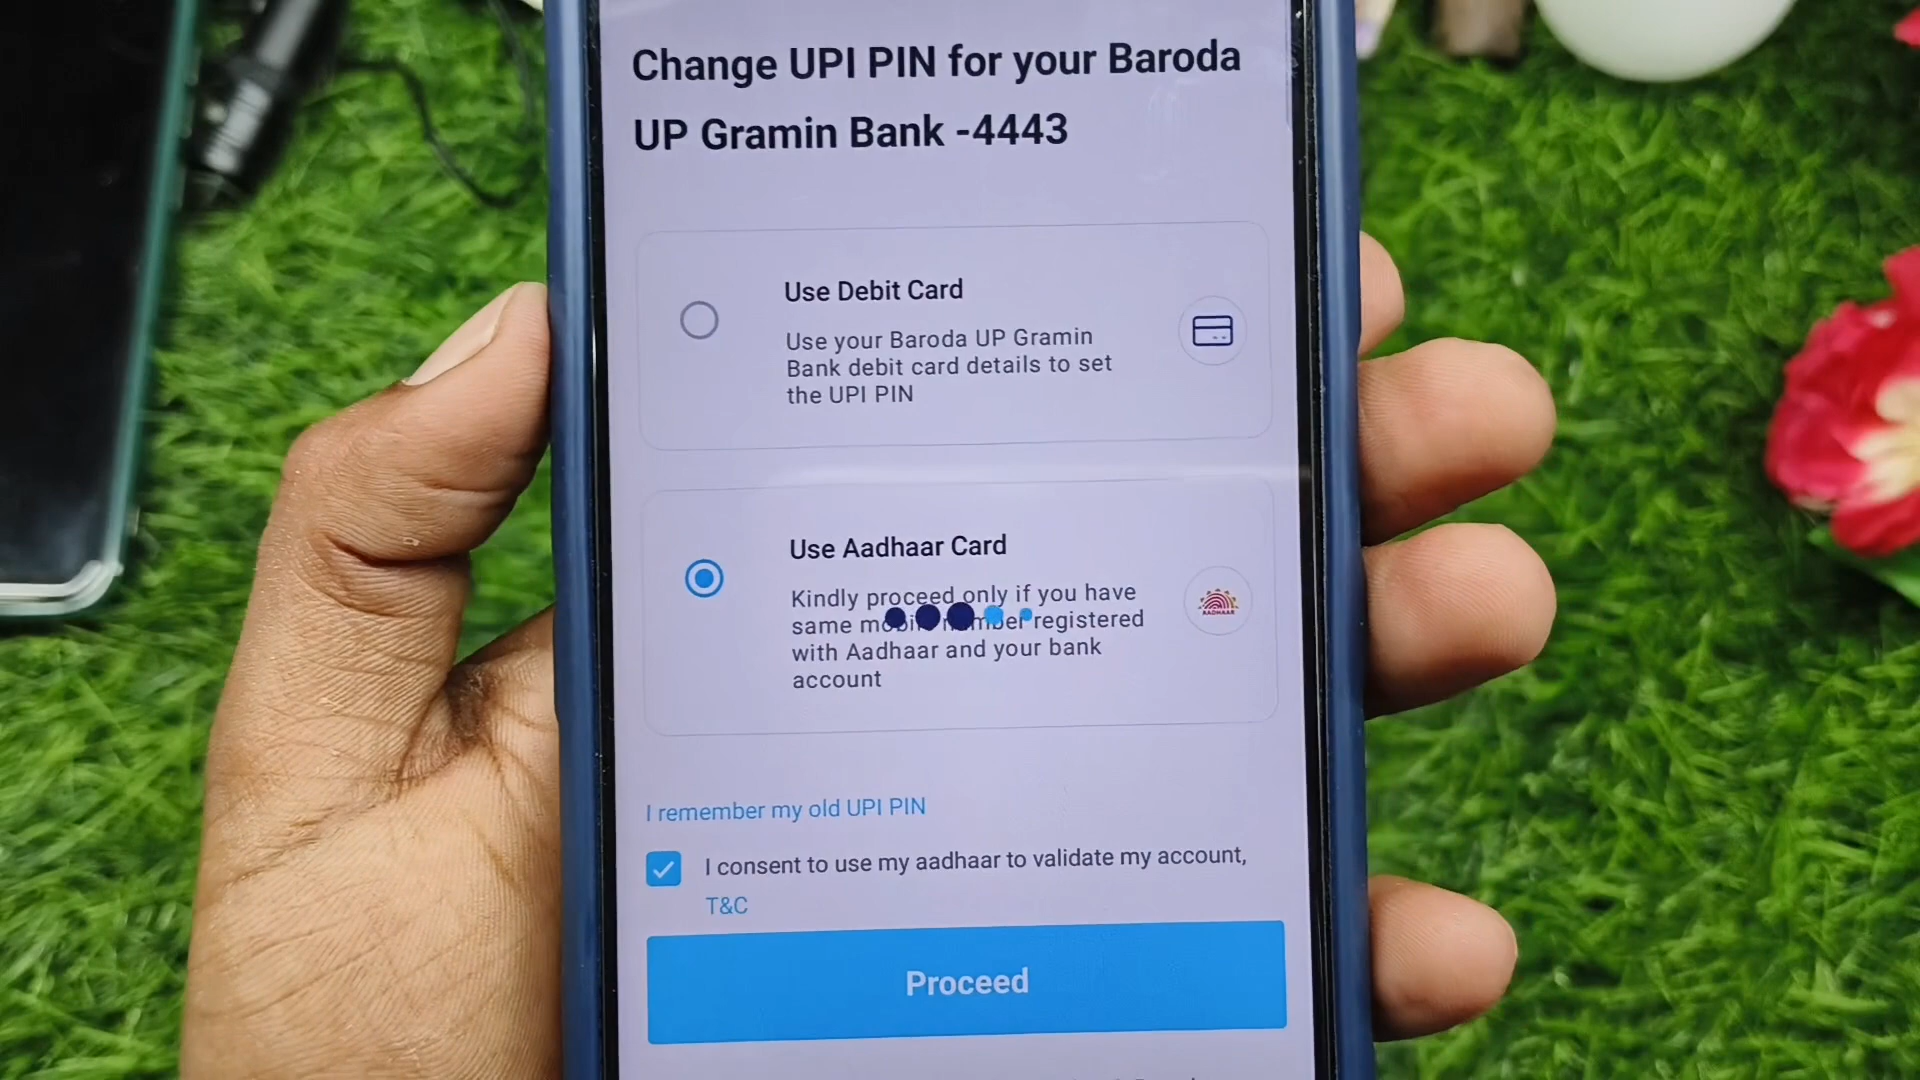 Change UPI PIN for your Baroda
UP Gramin Bank -4443
Use Debit Card
Use your Baroda UP Gramin
Bank debit card details to set
the UPI PIN
Use Aadhaar Card
Kindly proceed only if you have
same mobile number registered
with Aadhaar and your bank
account
AADHAAR
I remember my old UPI PIN
I consent to use my aadhaar to validate my account,
T&C
Proceed